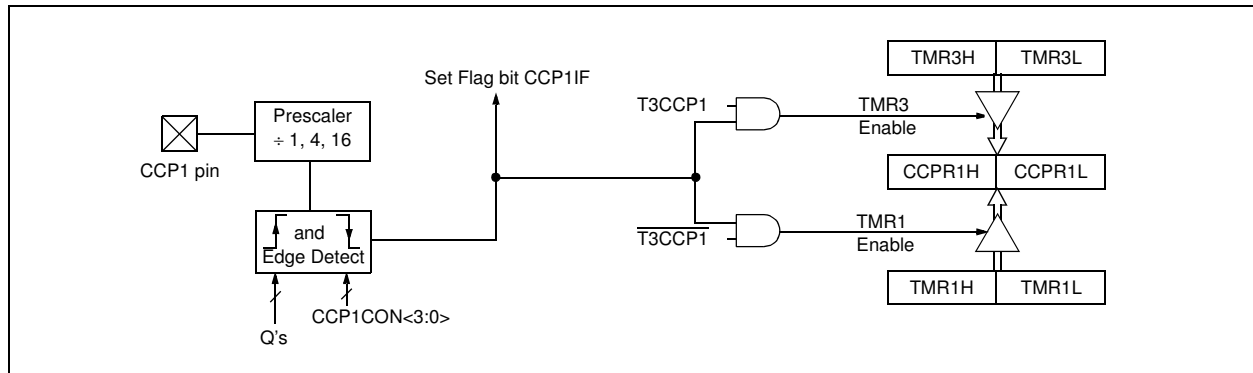 TMR3H TMR3L
Set Flag bit CCP1IF
T3CCP1
TMR3
Enable
Prescaler
÷ 1, 4, 16
CCP1 pin
CCPR1H CCPR1L
and
Edge Detect
T3CCP1
TMR1
Enable
TMR1H TMR1L
CCP1CON<3:0>
Q's